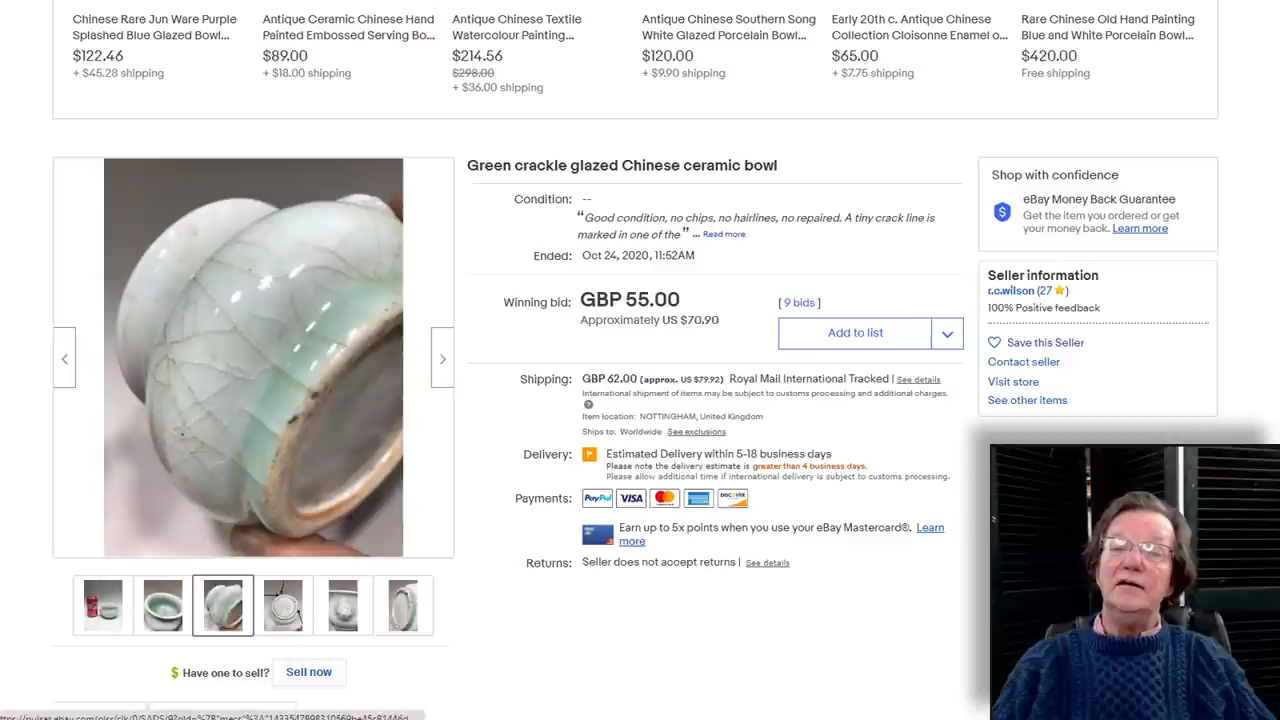 Chinese Rare Jun Ware Purple
Splashed Blue Glazed Bowl...
$122.46
+ $45.28 shipping
Antique Ceramic Chinese Hand
Painted Embossed Serving Bo...
$89.00
+ $18.00 shipping
Antique Chinese Textile
Watercolour Painting...
$214.56
$298.00
+ $36.00 shipping
Antique Chinese Southern Song
White Glazed Porcelain Bowl...
$120.00
+ $9.90 shipping
Early 20th c. Antique Chinese
Collection Cloisonne Enamel o...
$65.00
+ $7.75 shipping
Rare Chinese Old Hand Painting
Blue and White Porcelain Bowl...
$420.00
Free shipping
Green crackle glazed Chinese ceramic bowl
Condition: --
"Good condition, no chips, no hairlines, no repaired. A tiny crack line is
marked in one of the" ... Read more
Ended: Oct 24, 2020, 11:52AM
Winning bid: GBP 55.00 [ 9 bids ]
Approximately US $70.90
Add to list
Shipping: GBP 62.00 (approx. US $79.92) Royal Mail International Tracked | See details
International shipment of items may be subject to customs processing and additional charges.
Item location: NOTTINGHAM, United Kingdom
Ships to: Worldwide See exclusions
Delivery: Estimated Delivery within 5-18 business days
Please note the delivery estimate is greater than 4 business days.
Please allow additional time if international delivery is subject to customs processing.
Payments: PayPal VISA MasterCard DISCOVER
Earn up to 5x points when you use your eBay Mastercard®. Learn
more
Returns: Seller does not accept returns | See details
Shop with confidence
eBay Money Back Guarantee
Get the item you ordered or get
your money back. Learn more
Seller information
r.c.wilson (27)
100% Positive feedback
Save this Seller
Contact seller
Visit store
See other items
$ Have one to sell? Sell now